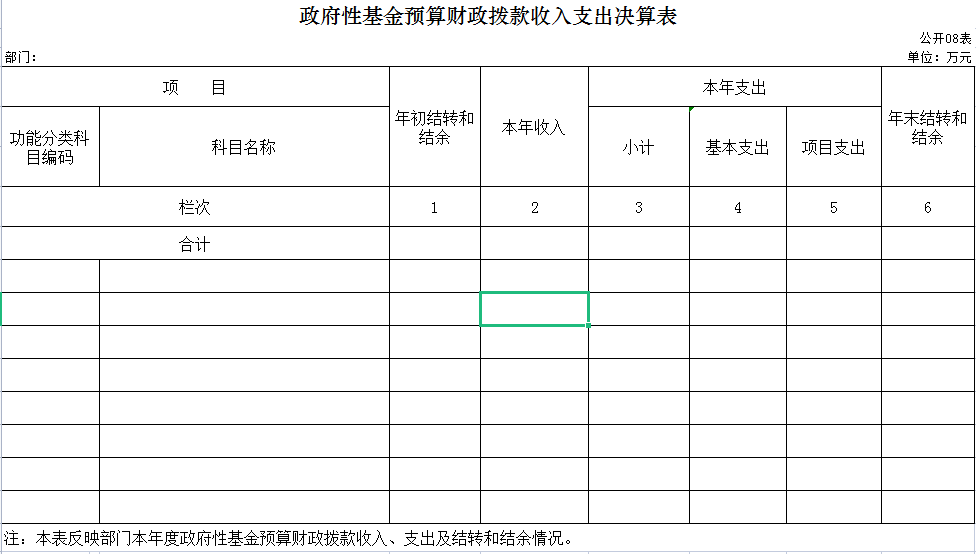 政府性基金预算财政拨款收入支出决算表
公开08表
部门：
单位：万元
项 目
年初结转和
结余
本年收入
本年支出
年末结转和
结余
功能分类科
目编码
科目名称
小计
基本支出
项目支出
栏次
1
2
3
4
5
6
合计
注：本表反映部门本年度政府性基金预算财政拨款收入、支出及结转和结余情况。